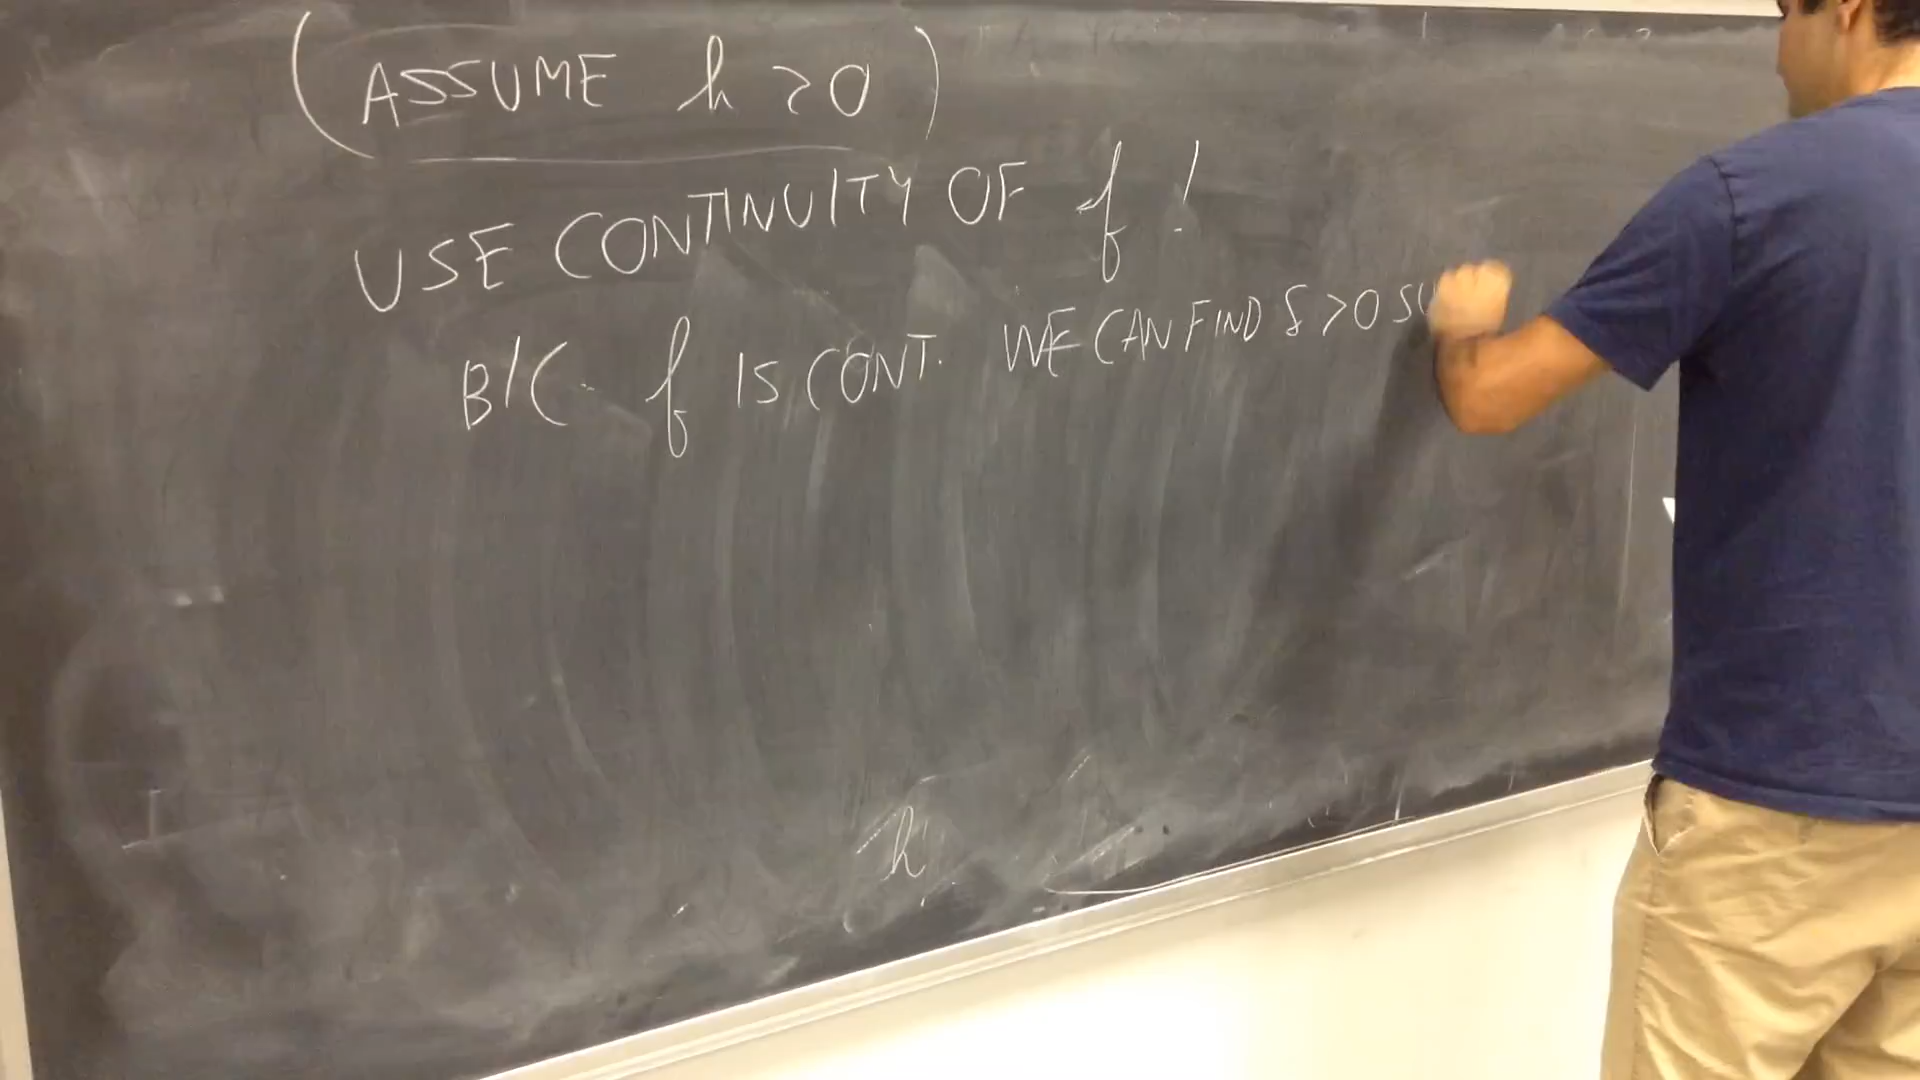 (ASSUME h > 0)
USE CONTINUITY OF f !
B/C f IS CONT. WE CAN FIND δ > 0
h